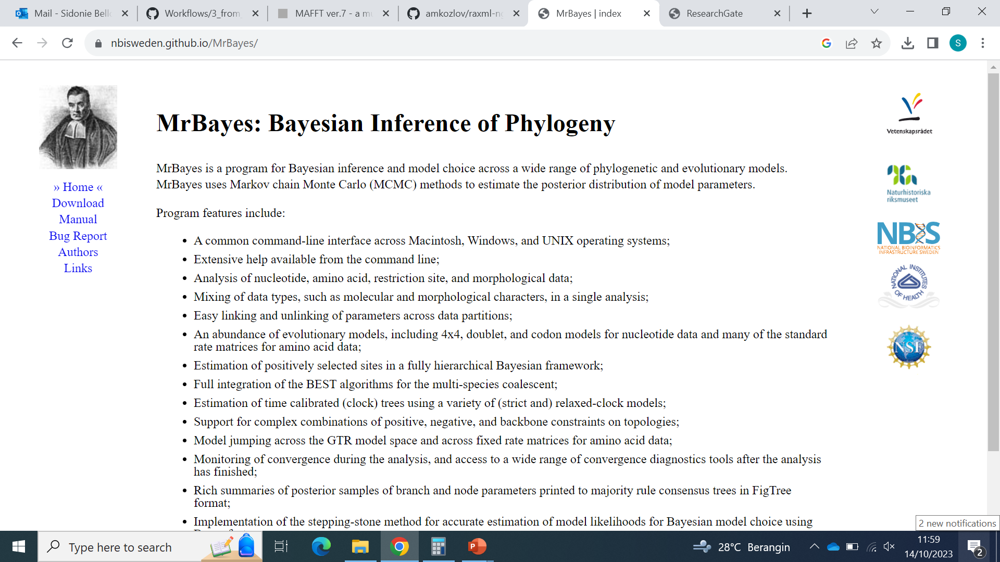 Mail - Sidonie Bell
Workflows/3_from_
MAFFT ver.7 - a mu
amkozlov/raxml-ng
MrBayes | index
ResearchGate
nbisweden.github.io/MrBayes/
S
» Home «
Download
Manual
Bug Report
Authors
Links
MrBayes: Bayesian Inference of Phylogeny
MrBayes is a program for Bayesian inference and model choice across a wide range of phylogenetic and evolutionary models.
MrBayes uses Markov chain Monte Carlo (MCMC) methods to estimate the posterior distribution of model parameters.
Program features include:
• A common command-line interface across Macintosh, Windows, and UNIX operating systems;
• Extensive help available from the command line;
• Analysis of nucleotide, amino acid, restriction site, and morphological data;
• Mixing of data types, such as molecular and morphological characters, in a single analysis;
• Easy linking and unlinking of parameters across data partitions;
• An abundance of evolutionary models, including 4x4, doublet, and codon models for nucleotide data and many of the standard
rate matrices for amino acid data;
• Estimation of positively selected sites in a fully hierarchical Bayesian framework;
• Full integration of the BEST algorithms for the multi-species coalescent;
• Estimation of time calibrated (clock) trees using a variety of (strict and) relaxed-clock models;
• Support for complex combinations of positive, negative, and backbone constraints on topologies;
• Model jumping across the GTR model space and across fixed rate matrices for amino acid data;
• Monitoring of convergence during the analysis, and access to a wide range of convergence diagnostics tools after the analysis
has finished;
• Rich summaries of posterior samples of branch and node parameters printed to majority rule consensus trees in FigTree
format;
• Implementation of the stepping-stone method for accurate estimation of model likelihoods for Bayesian model choice using
Vetenskapsrådet
Naturhistoriska
riksmuseet
NBIS
NATIONAL BIOINFORMATICS
INFRASTRUCTURE SWEDEN
NATIONAL INSTITUTES
OF HEALTH
NSF
2 new notifications
Type here to search
28°C Berangin
11:59
14/10/2023
2